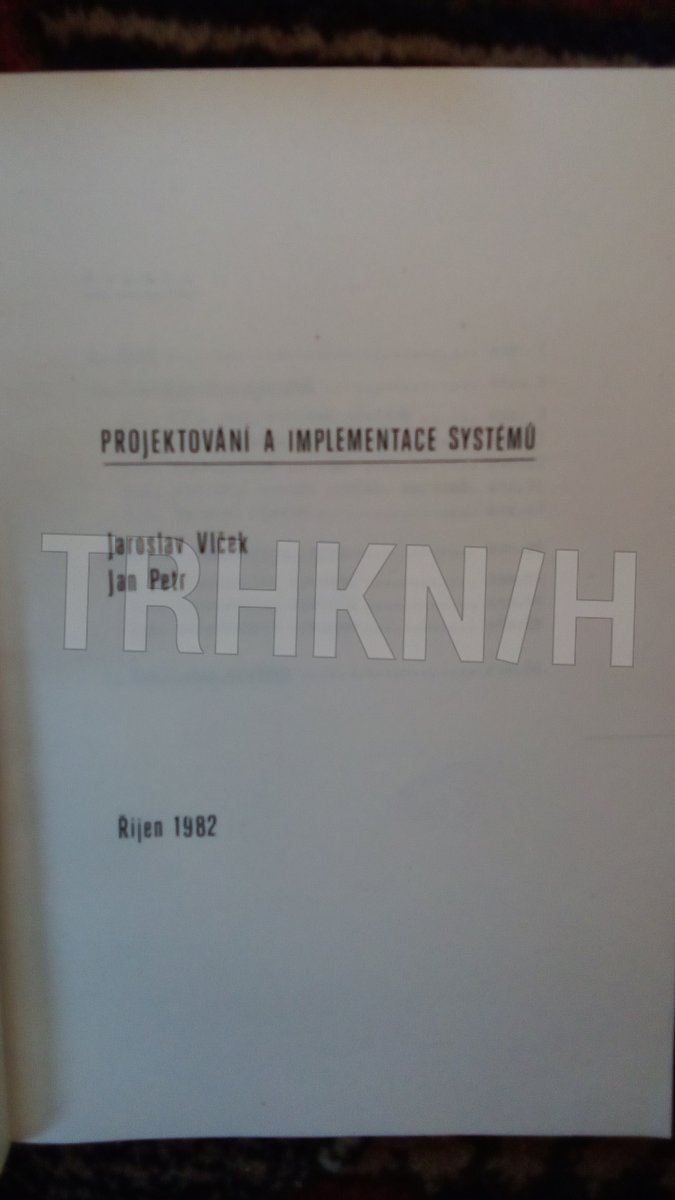 PROJEKTOVÁNÍ A IMPLEMENTACE SYSTÉMŮ
Jaroslav Vlček
Jan Petr
TRHKNIH
Říjen 1982